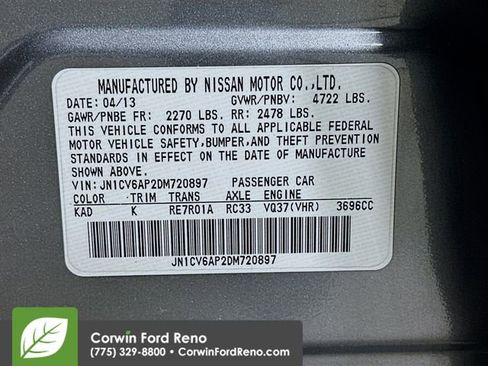 MANUFACTURED BY NISSAN MOTOR CO.,LTD.
DATE: 04/13 GVWR/PNBV: 4722 LBS.
GAWR/PNBE FR: 2270 LBS. RR: 2478 LBS.
THIS VEHICLE CONFORMS TO ALL APPLICABLE FEDERAL
MOTOR VEHICLE SAFETY,BUMPER,AND THEFT PREVENTION
STANDARDS IN EFFECT ON THE DATE OF MANUFACTURE
SHOWN ABOVE.
VIN: JN1CV6AP2DM720897 PASSENGER CAR
COLOR TRIM TRANS AXLE ENGINE
KAD K RE7R01A RC33 VQ37(VHR) 3696CC
JN1CV6AP2DM720897
Corwin Ford Reno
(775) 329-8800 • CorwinFordReno.com